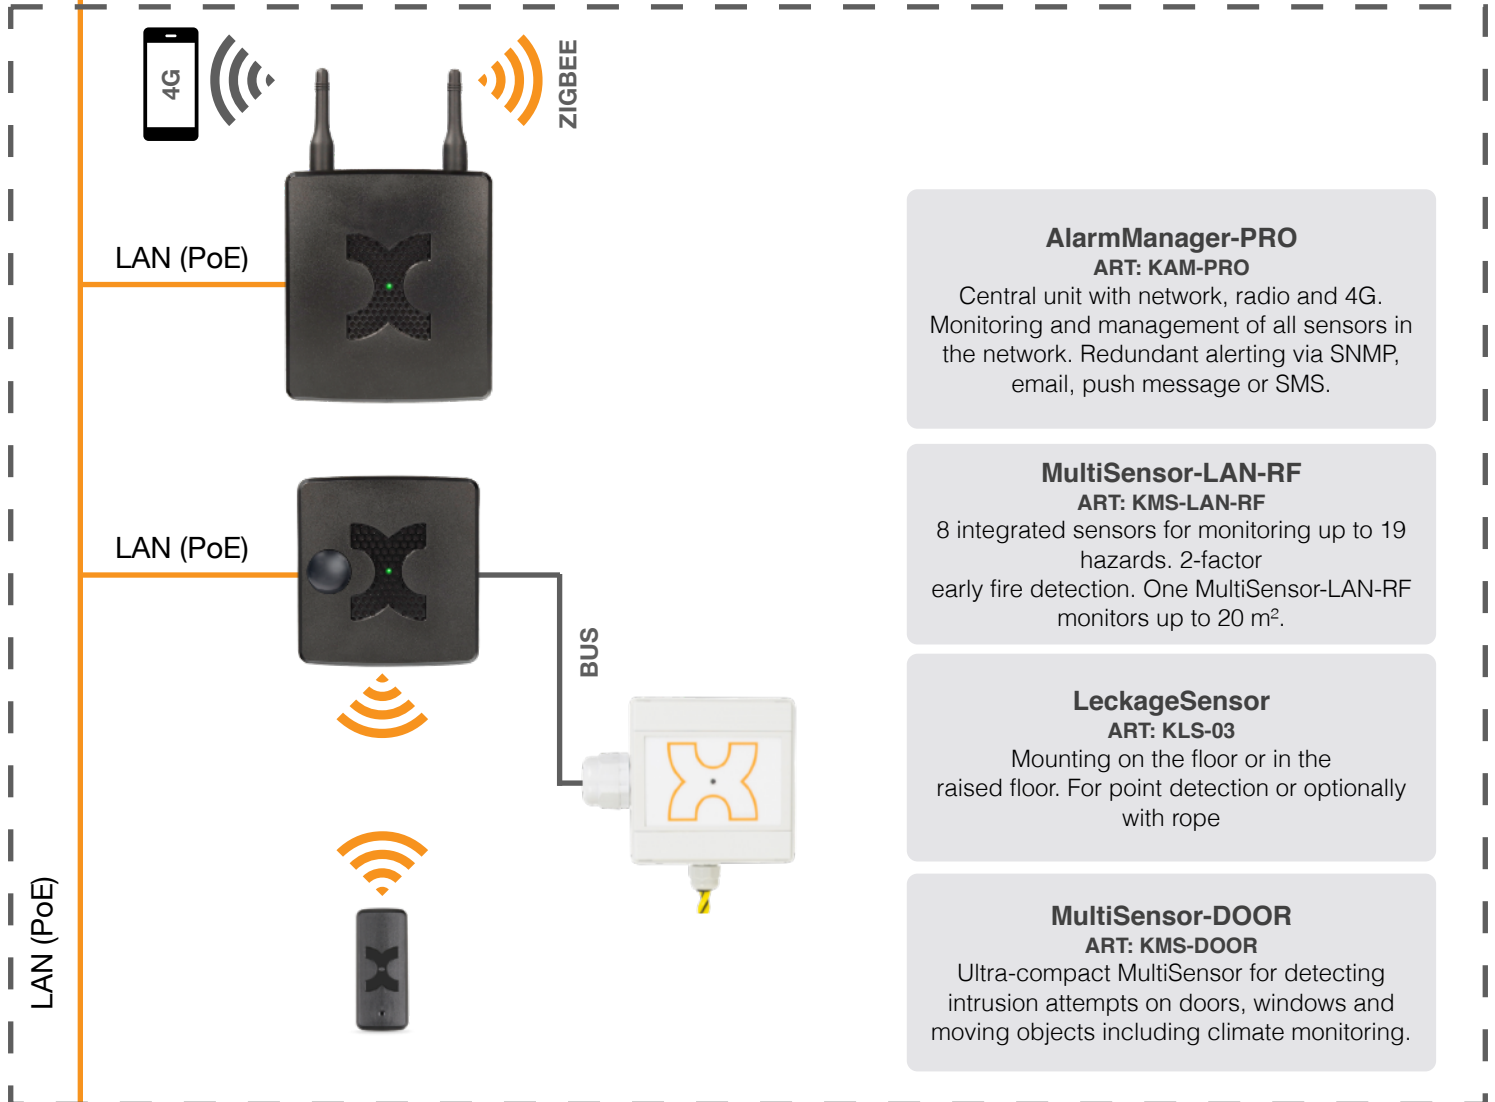 4G
ZIGBEE
LAN (PoE)
AlarmManager-PRO
ART: KAM-PRO
Central unit with network, radio and 4G.
Monitoring and management of all sensors in
the network. Redundant alerting via SNMP,
email, push message or SMS.
LAN (PoE)
BUS
MultiSensor-LAN-RF
ART: KMS-LAN-RF
8 integrated sensors for monitoring up to 19
hazards. 2-factor
early fire detection. One MultiSensor-LAN-RF
monitors up to 20 m².
LeckageSensor
ART: KLS-03
Mounting on the floor or in the
raised floor. For point detection or optionally
with rope
LAN (PoE)
MultiSensor-DOOR
ART: KMS-DOOR
Ultra-compact MultiSensor for detecting
intrusion attempts on doors, windows and
moving objects including climate monitoring.